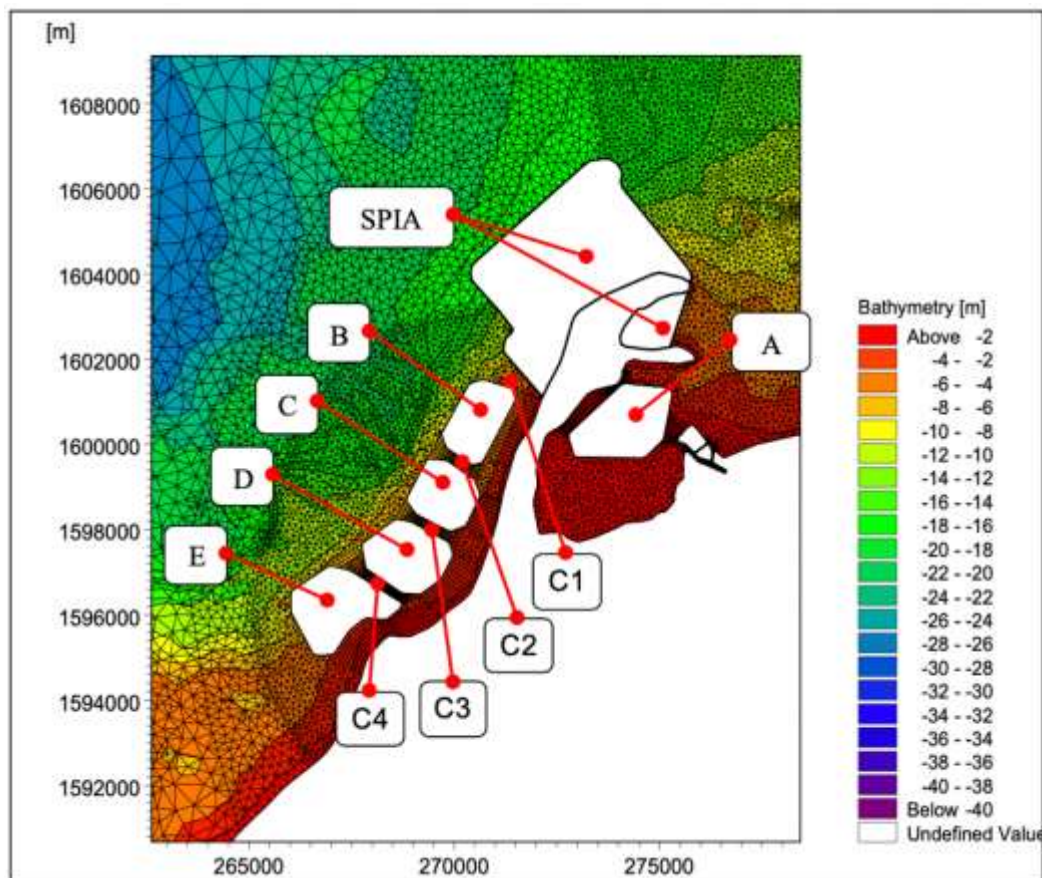 [m]
1608000
1606000
1604000
1602000
1600000
1598000
1596000
1594000
1592000
265000 270000 275000
SPIA
B
C
D
E
A
C1
C2
C3
C4
Bathymetry [m]
Above -2
-4 - -2
-6 - -4
-8 - -6
-10 - -8
-12 - -10
-14 - -12
-16 - -14
-18 - -16
-20 - -18
-22 - -20
-24 - -22
-26 - -24
-28 - -26
-30 - -28
-32 - -30
-34 - -32
-36 - -34
-38 - -36
-40 - -38
Below -40
Undefined Value